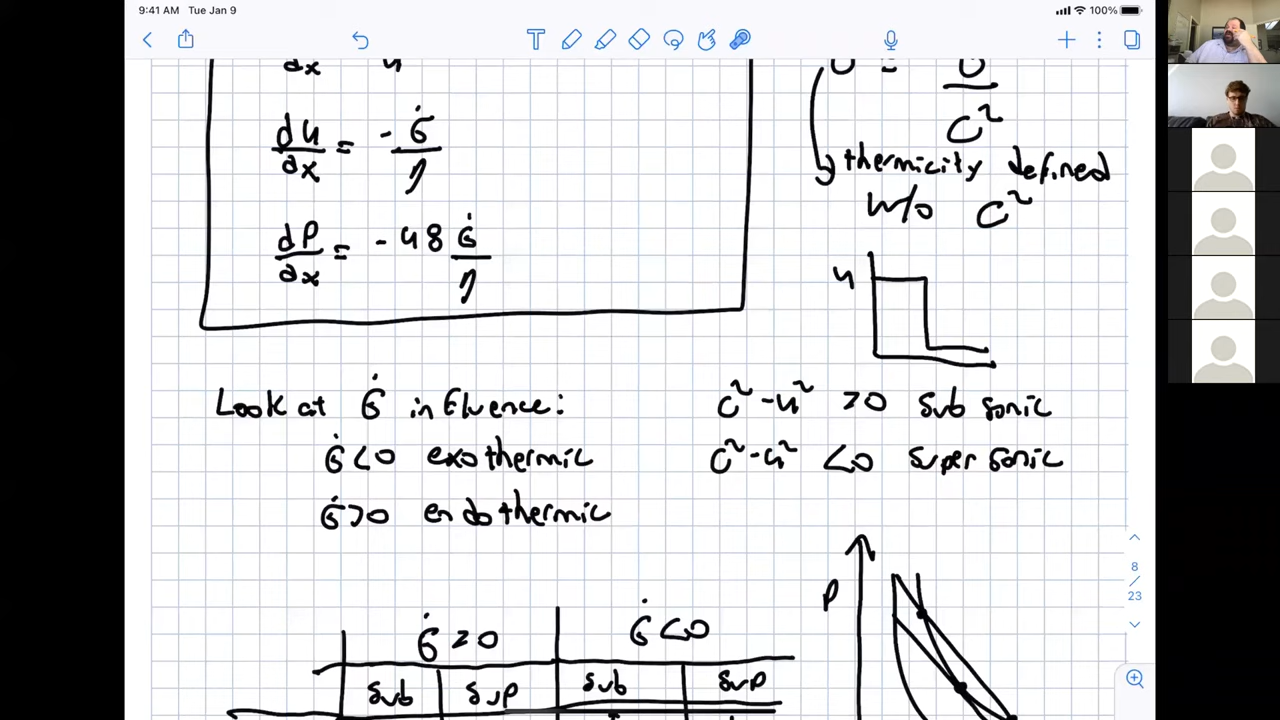 9:41 AM Tue Jan 9
100%
du/dx = - σ̇/η
dP/dx = - uδ σ̇/η
C²
thermicity defined
w/o C²
u
Look at σ̇ influence:
σ̇ <0 exothermic
σ̇ >0 endothermic
c² - u² >0 sub sonic
c² - u² <0 super sonic
8
/
23
P
σ̇ >0
σ̇ <0
sub
sup
sub
sup